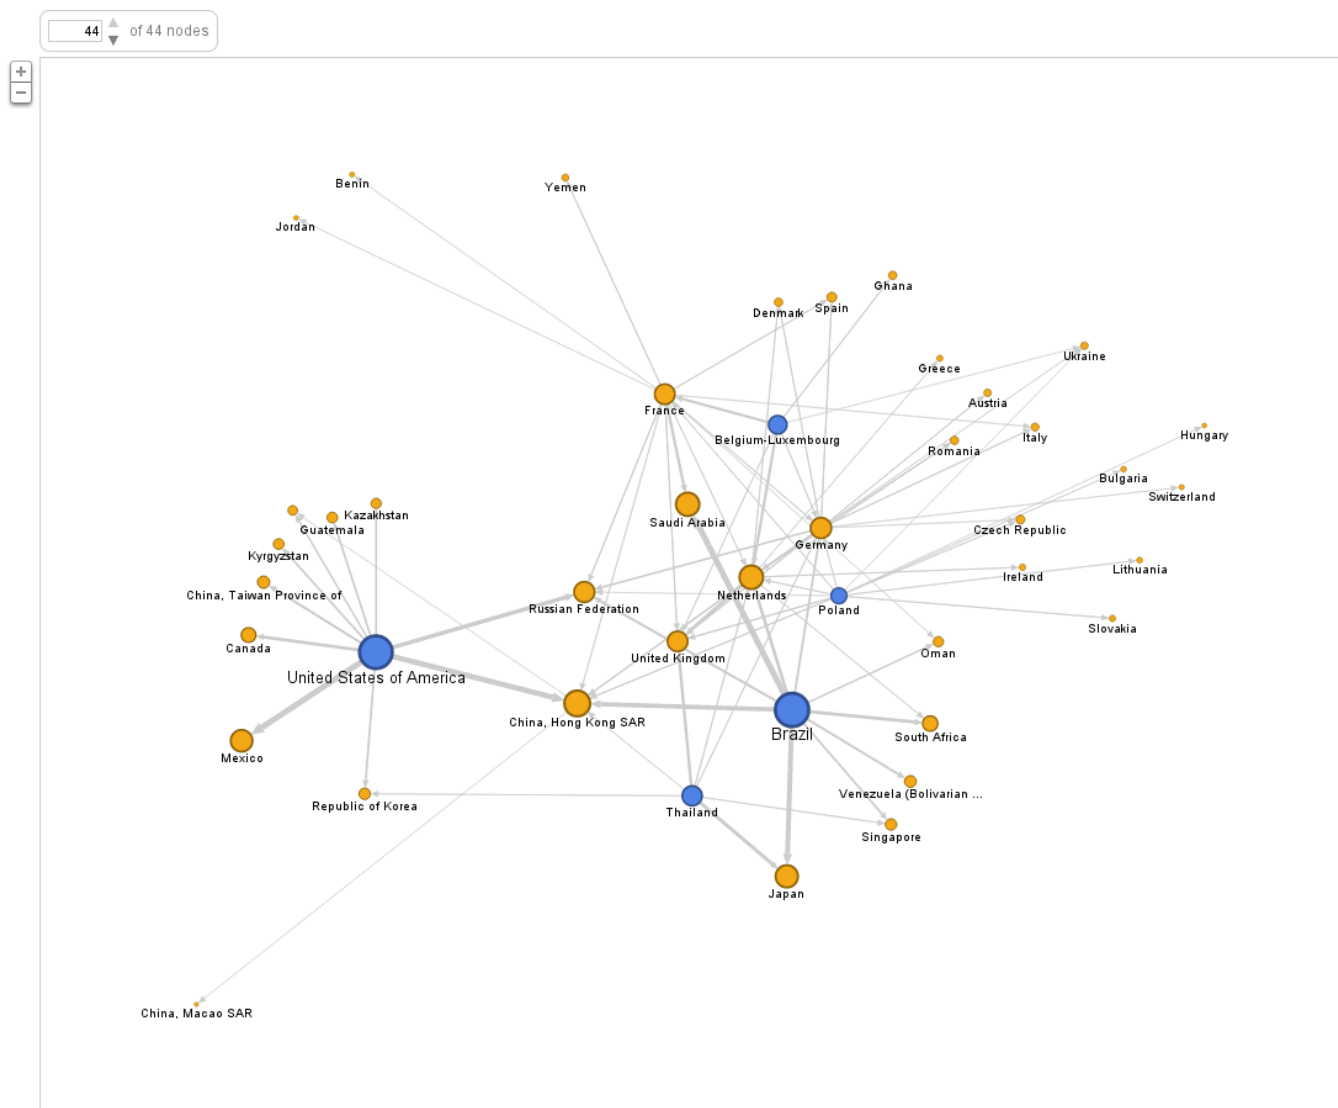 44 of 44 nodes
+
−
Benin
Yemen
Jordan
Ghana
Denmark
Spain
Ukraine
Greece
Austria
France
Italy
Hungary
Belgium-Luxembourg
Romania
Bulgaria
Switzerland
Kazakhstan
Saudi Arabia
Guatemala
Czech Republic
Germany
Kyrgyzstan
Lithuania
Ireland
China, Taiwan Province of
Netherlands
Russian Federation
Poland
Slovakia
Canada
United Kingdom
Oman
United States of America
China, Hong Kong SAR
Brazil
South Africa
Mexico
Venezuela (Bolivarian ...
Republic of Korea
Thailand
Singapore
Japan
China, Macao SAR